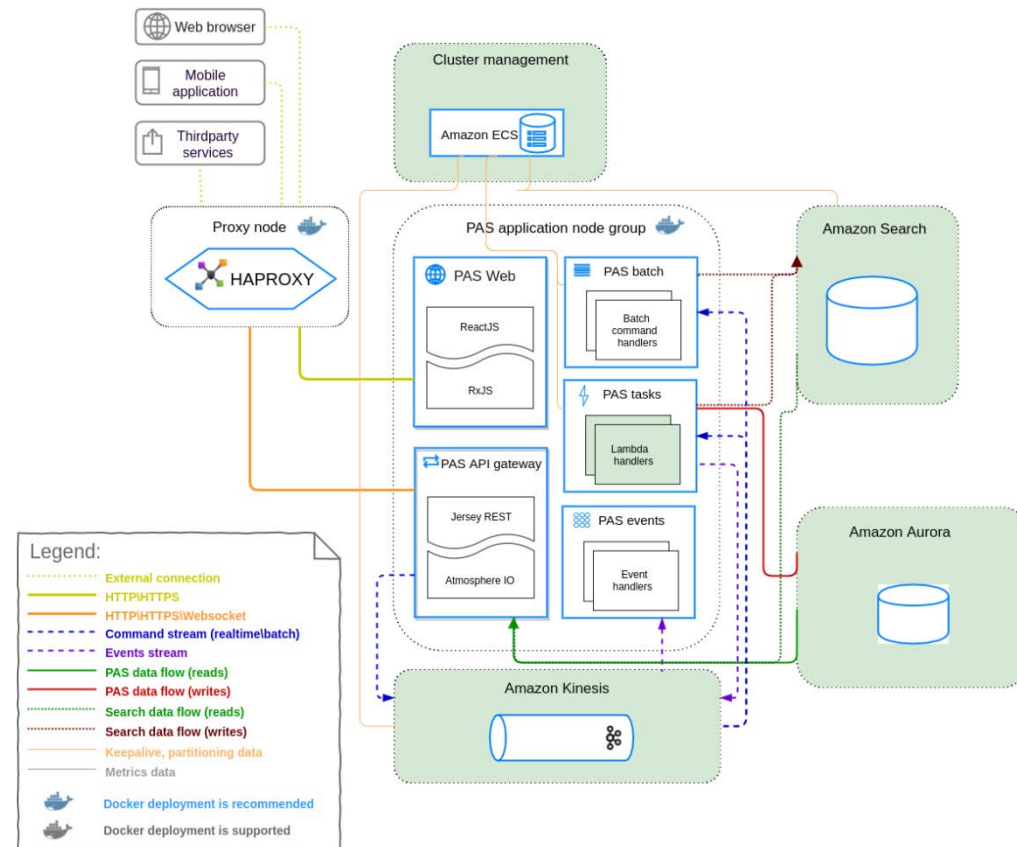 Web browser
Mobile
application
Thirdparty
services
Cluster management
Amazon ECS
Proxy node
HAPROXY
PAS application node group
Amazon Search
PAS Web
ReactJS
RxJS
PAS batch
Batch
command
handlers
PAS tasks
Lambda
handlers
PAS API gateway
Jersey REST
Atmosphere IO
PAS events
Event
handlers
Amazon Aurora
Amazon Kinesis
Legend:
External connection
HTTP\HTTPS
HTTP\HTTPS\Websocket
Command stream (realtime\batch)
Events stream
PAS data flow (reads)
PAS data flow (writes)
Search data flow (reads)
Search data flow (writes)
Keepalive, partitioning data
Metrics data
Docker deployment is recommended
Docker deployment is supported